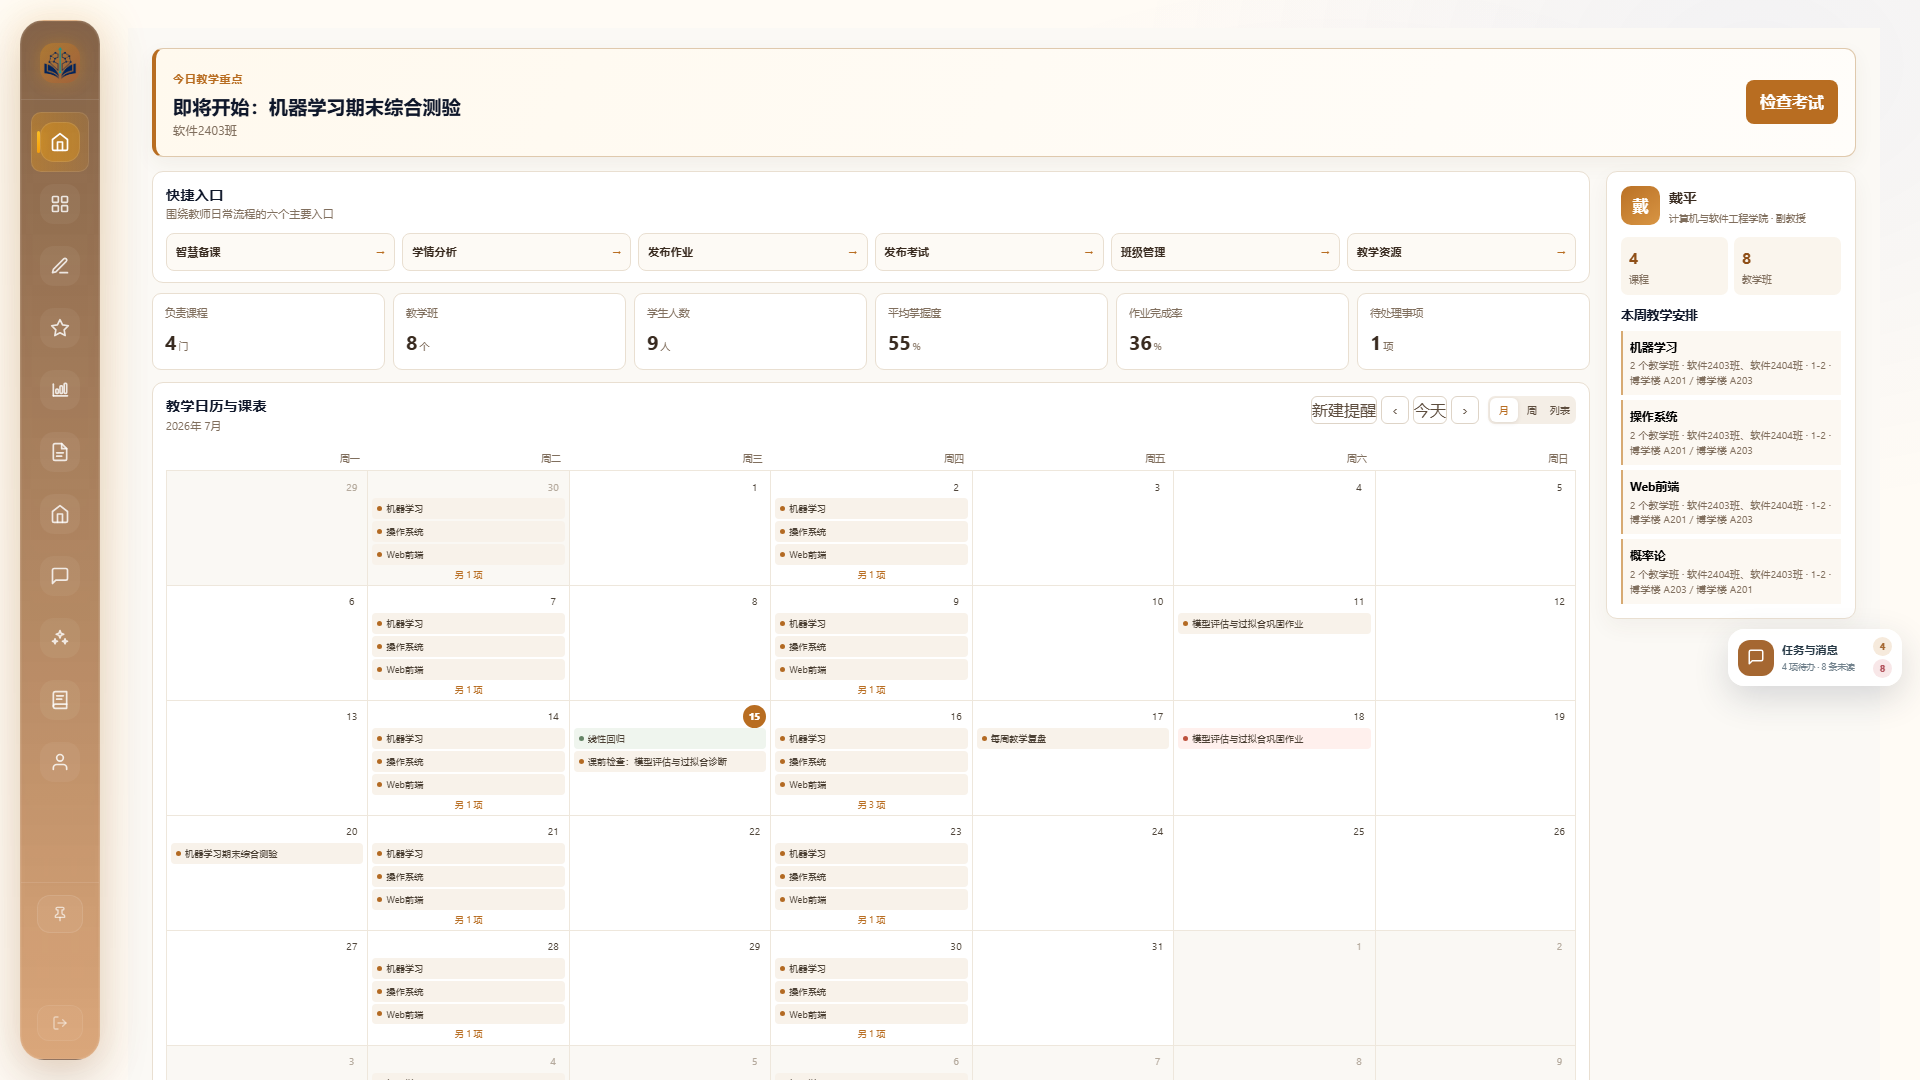 今日教学重点
即将开始：机器学习期末综合测验
软件2403班
检查考试
快捷入口
围绕教师日常流程的六个主要入口
智慧备课 →
学情分析 →
发布作业 →
发布考试 →
班级管理 →
教学资源 →
负责课程
4门
教学班
8个
学生人数
9人
平均掌握度
55%
作业完成率
36%
待处理事项
1项
教学日历与课表
2026年 7月
新建提醒 ‹ 今天 › 月 周 列表
周一 周二 周三 周四 周五 周六 周日
29 30 1 2 3 4 5
机器学习 机器学习
操作系统 操作系统
Web前端 Web前端
另 1 项 另 1 项
6 7 8 9 10 11 12
机器学习 机器学习 模型评估与过拟合巩固作业
操作系统 操作系统
Web前端 Web前端
另 1 项 另 1 项
13 14 15 16 17 18 19
机器学习 线性回归 机器学习 每周教学复盘 模型评估与过拟合巩固作业
操作系统 课前检查：模型评估与过拟合诊断 操作系统
Web前端 Web前端
另 1 项 另 3 项
20 21 22 23 24 25 26
机器学习期末综合测验 机器学习 机器学习
操作系统 操作系统
Web前端 Web前端
另 1 项 另 1 项
27 28 29 30 31 1 2
机器学习 机器学习
操作系统 操作系统
Web前端 Web前端
另 1 项 另 1 项
3 4 5 6 7 8 9
戴
戴平
计算机与软件工程学院 · 副教授
4
课程
8
教学班
本周教学安排
机器学习
2 个教学班 · 软件2403班、软件2404班 · 1-2 ·
博学楼 A201 / 博学楼 A203
操作系统
2 个教学班 · 软件2403班、软件2404班 · 1-2 ·
博学楼 A201 / 博学楼 A203
Web前端
2 个教学班 · 软件2403班、软件2404班 · 1-2 ·
博学楼 A201 / 博学楼 A203
概率论
2 个教学班 · 软件2404班、软件2403班 · 1-2 ·
博学楼 A203 / 博学楼 A201
任务与消息
4 项待办 · 8 条未读
4
8